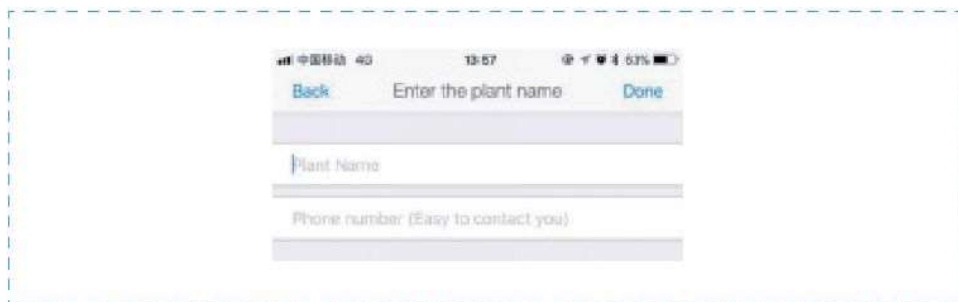 中国移动 4G 13:57 63%
Back Enter the plant name Done
Plant Name
Phone number (Easy to contact you)